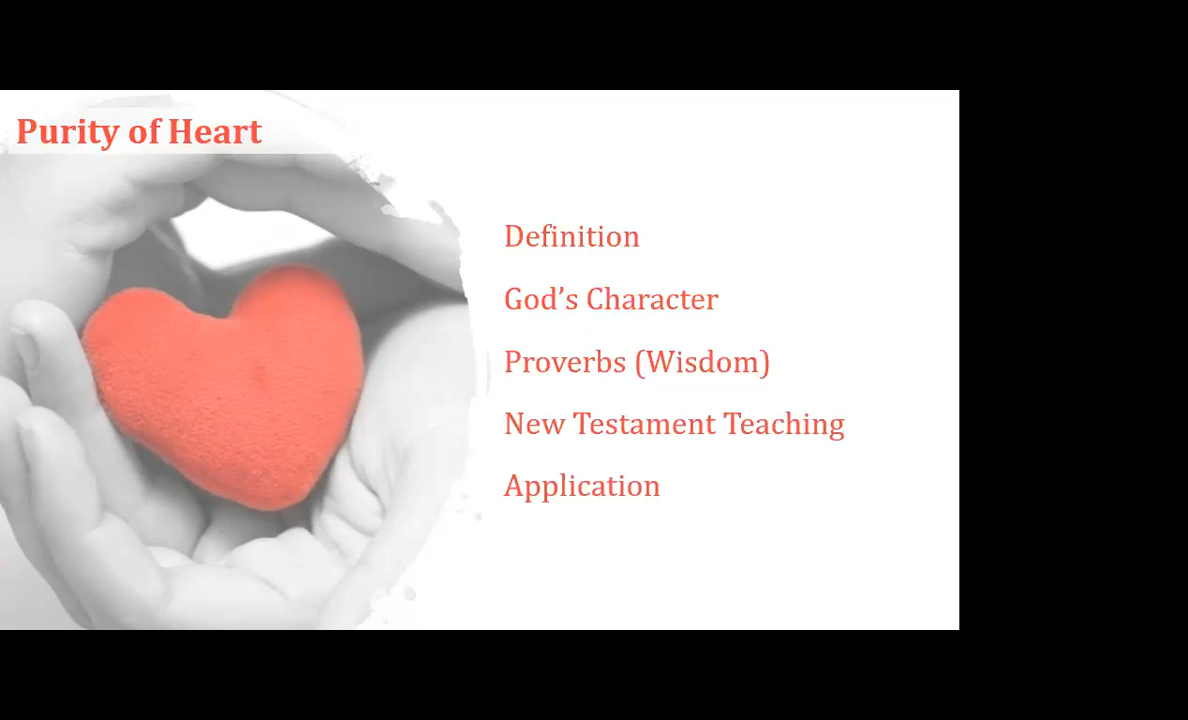 Purity of Heart
Definition
God’s Character
Proverbs (Wisdom)
New Testament Teaching
Application